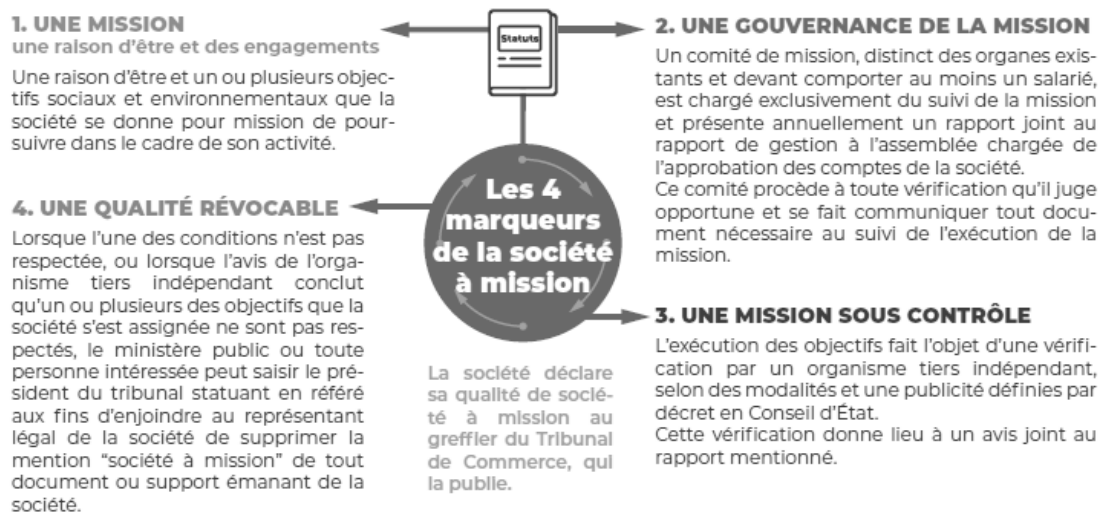 1. UNE MISSION
une raison d’être et des engagements
Une raison d’être et un ou plusieurs objec-
tifs sociaux et environnementaux que la
société se donne pour mission de pour-
suivre dans le cadre de son activité.
Statuts
2. UNE GOUVERNANCE DE LA MISSION
Un comité de mission, distinct des organes exis-
tants et devant comporter au moins un salarié,
est chargé exclusivement du suivi de la mission
et présente annuellement un rapport joint au
rapport de gestion à l’assemblée chargée de
l’approbation des comptes de la société.
Ce comité procède à toute vérification qu’il juge
opportune et se fait communiquer tout docu-
ment nécessaire au suivi de l’exécution de la
mission.
Les 4
marqueurs
de la société
à mission
3. UNE MISSION SOUS CONTRÔLE
L’exécution des objectifs fait l’objet d’une vérifi-
cation par un organisme tiers indépendant,
selon des modalités et une publicité définies par
décret en Conseil d’État.
Cette vérification donne lieu à un avis joint au
rapport mentionné.
4. UNE QUALITÉ RÉVOCABLE
Lorsque l’une des conditions n’est pas
respectée, ou lorsque l’avis de l’orga-
nisme tiers indépendant conclut
qu’un ou plusieurs des objectifs que la
société s’est assignée ne sont pas res-
pectés, le ministère public ou toute
personne intéressée peut saisir le pré-
sident du tribunal statuant en référé
aux fins d’enjoindre au représentant
légal de la société de supprimer la
mention “société à mission” de tout
document ou support émanant de la
société.
La société déclare
sa qualité de socié-
té à mission au
greffier du Tribunal
de Commerce, qui
la publie.